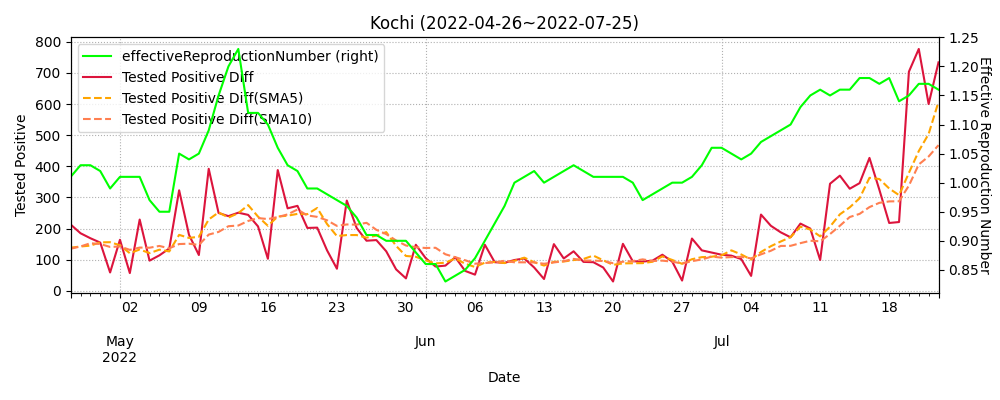 Kochi (2022-04-26~2022-07-25)
effectiveReproductionNumber (right)
Tested Positive Diff
Tested Positive Diff(SMA5)
Tested Positive Diff(SMA10)
Tested Positive
800
700
600
500
400
300
200
100
0
1.25
1.20
1.15
1.10
1.05
1.00
0.95
0.90
0.85
Effective Reproduction Number
02 09 16 23 30 06 13 20 27 04 11 18
May Jun Jul
2022
Date